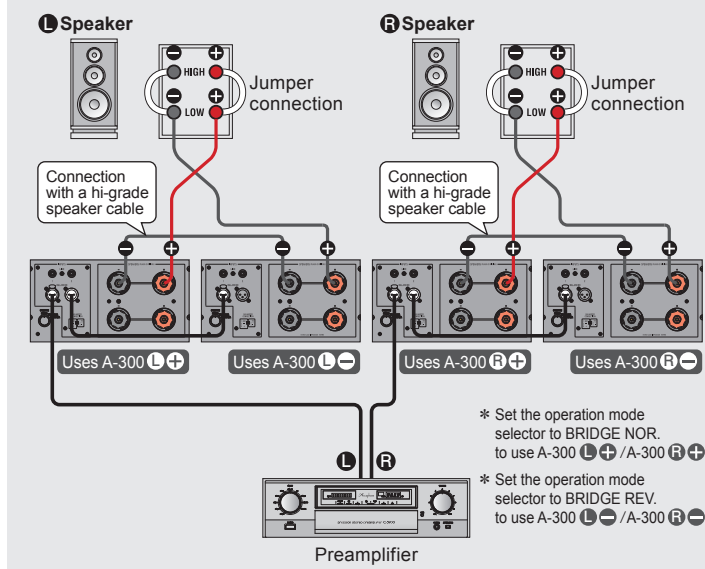 L Speaker
R Speaker
HIGH
LOW
Jumper
connection
HIGH
LOW
Jumper
connection
Connection
with a hi-grade
speaker cable
Connection
with a hi-grade
speaker cable
Uses A-300 L +
Uses A-300 L −
Uses A-300 R +
Uses A-300 R −
L R
* Set the operation mode
selector to BRIDGE NOR.
to use A-300 L + /A-300 R +
* Set the operation mode
selector to BRIDGE REV.
to use A-300 L − /A-300 R −
Preamplifier